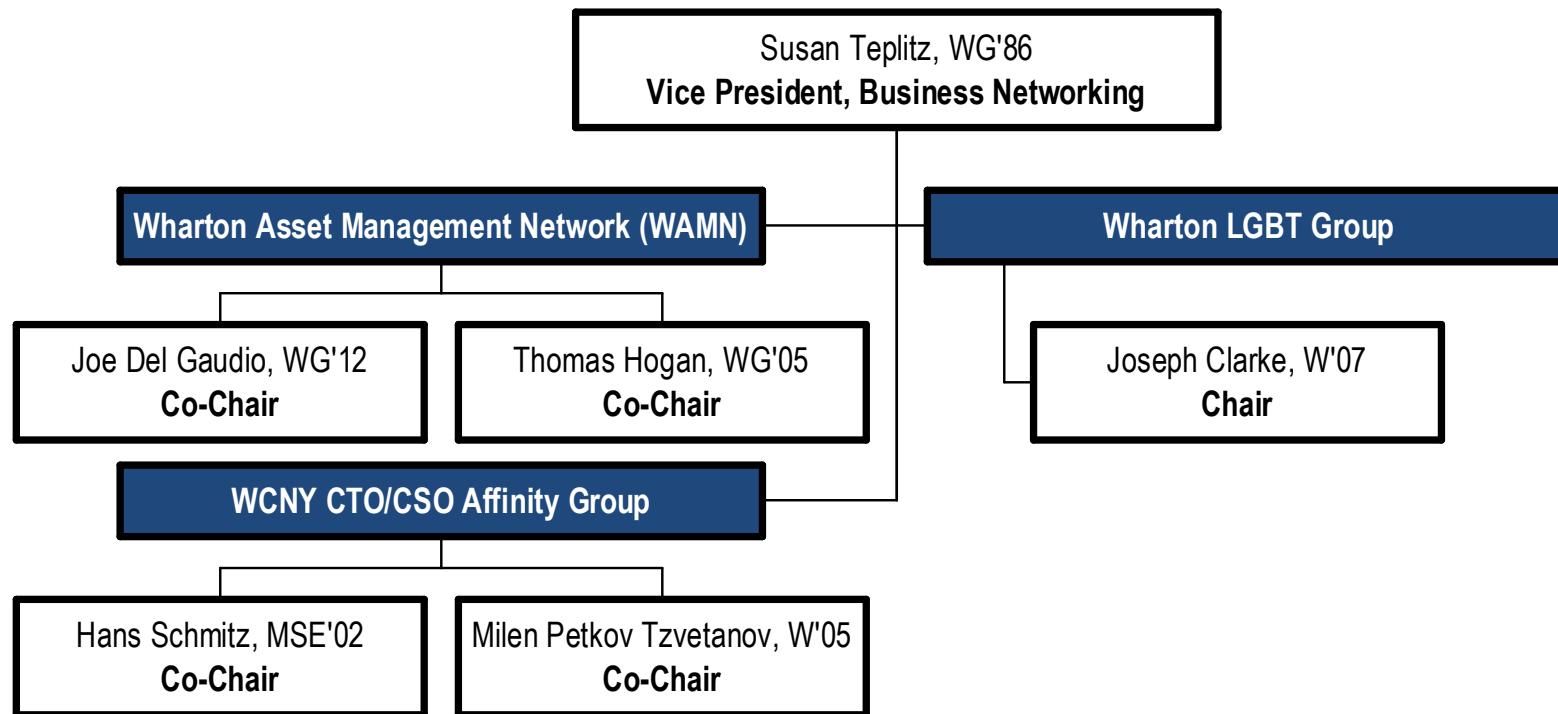 Susan Teplitz, WG'86
Vice President, Business Networking
Wharton Asset Management Network (WAMN)
Wharton LGBT Group
Joe Del Gaudio, WG'12
Co-Chair
Thomas Hogan, WG'05
Co-Chair
Joseph Clarke, W'07
Chair
WCNY CTO/CSO Affinity Group
Hans Schmitz, MSE'02
Co-Chair
Milen Petkov Tzvetanov, W'05
Co-Chair